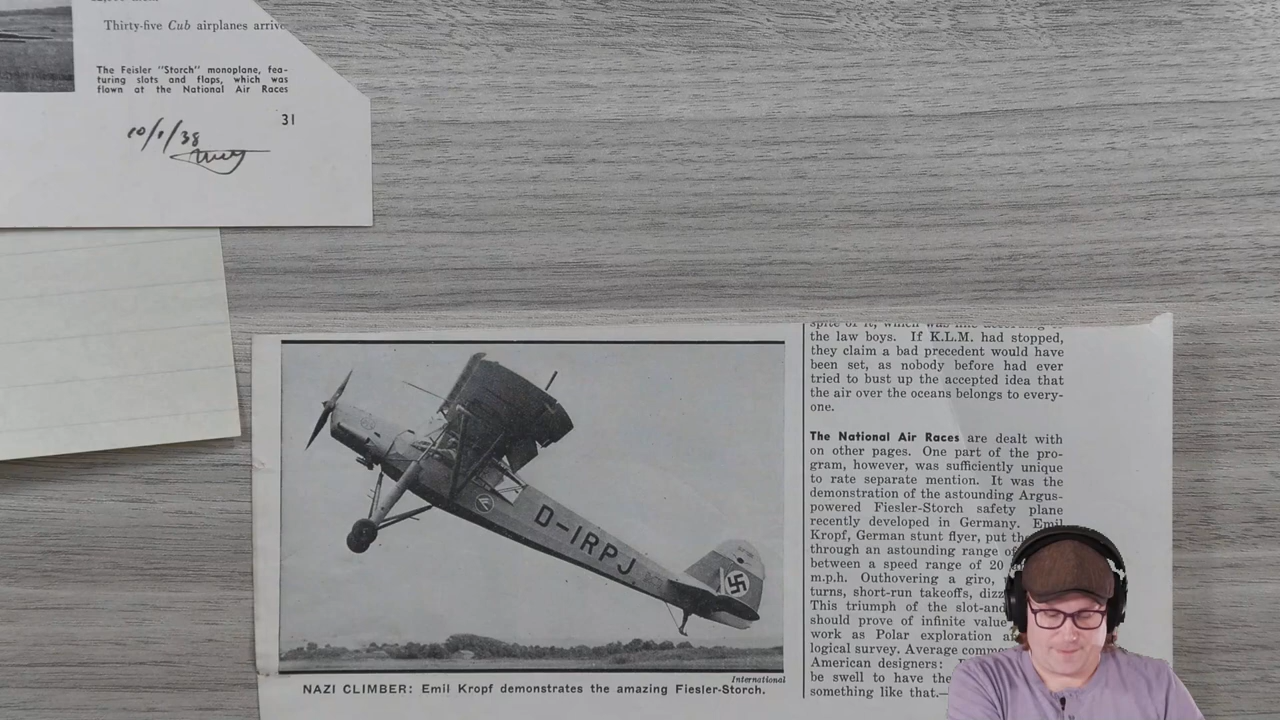 Thirty-five Cub airplanes arrive
The Feisler "Storch" monoplane, fea-
turing slots and flaps, which was
flown at the National Air Races
31
10/1/38
D-IRPJ
International
NAZI CLIMBER: Emil Kropf demonstrates the amazing Fiesler-Storch.
spite of it, which was
the law boys. If K.L.M. had stopped,
they claim a bad precedent would have
been set, as nobody before had ever
tried to bust up the accepted idea that
the air over the oceans belongs to every-
one.
The National Air Races are dealt with
on other pages. One part of the pro-
gram, however, was sufficiently unique
to rate separate mention. It was the
demonstration of the astounding Argus-
powered Fiesler-Storch safety plane
recently developed in Germany. Emil
Kropf, German stunt flyer, put the
through an astounding range of
between a speed range of 20
m.p.h. Outhovering a giro,
turns, short-run takeoffs,
This triumph of the slot-and
should prove of infinite value
work as Polar exploration
logical survey. Average
American designers:
be swell to have the
something like that.—